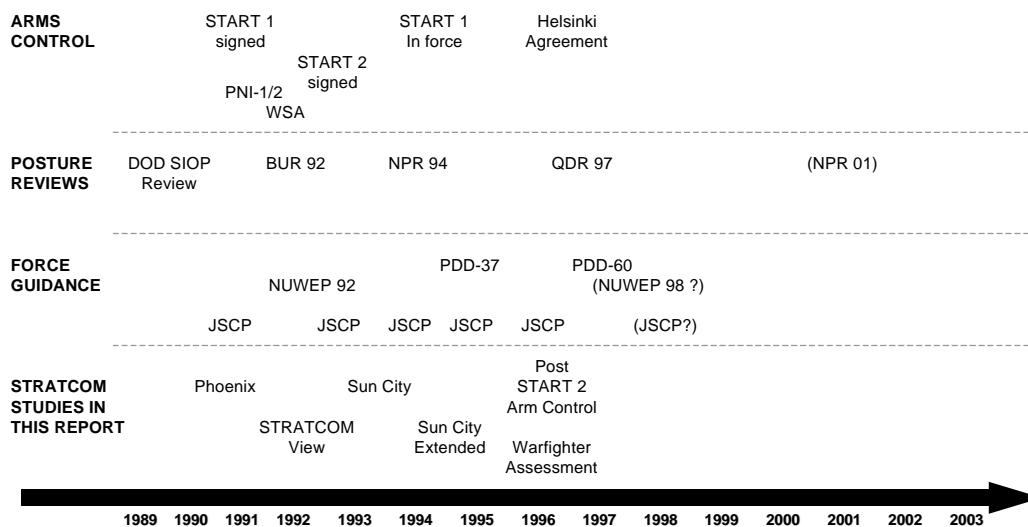 ARMS
CONTROL
START 1
signed
START 1
In force
Helsinki
Agreement
START 2
signed
PNI-1/2
WSA
POSTURE
REVIEWS
DOD SIOP
Review
BUR 92
NPR 94
QDR 97
(NPR 01)
FORCE
GUIDANCE
PDD-37
PDD-60
NUWEP 92
(NUWEP 98 ?)
JSCP
JSCP
JSCP
JSCP
JSCP
(JSCP?)
STRATCOM
STUDIES IN
THIS REPORT
Phoenix
Sun City
Post
START 2
Arm Control
STRATCOM
View
Sun City
Extended
Warfighter
Assessment
1989 1990 1991 1992 1993 1994 1995 1996 1997 1998 1999 2000 2001 2002 2003